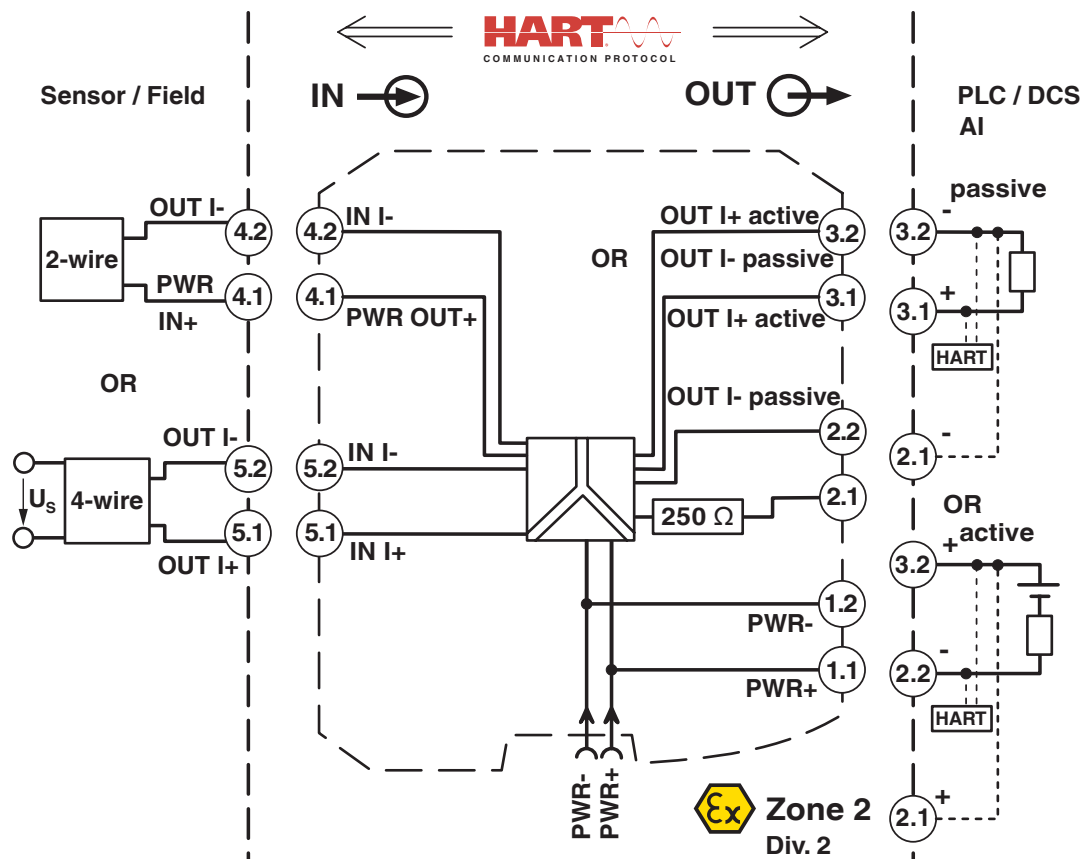 HART
COMMUNICATION PROTOCOL
Sensor / Field
IN
OUT
PLC / DCS
AI
2-wire
OUT I-
4.2
PWR
IN+
4.1
OR
US
4-wire
OUT I-
5.2
OUT I+
5.1
4.2
IN I-
4.1
PWR OUT+
5.2
IN I-
5.1
IN I+
OUT I+ active
OR
3.2
OUT I- passive
3.1
OUT I+ active
OUT I- passive
2.2
2.1
250 Ω
1.2
PWR-
1.1
PWR+
PWR-
PWR+
Ex
Zone 2
Div. 2
passive
3.2
-
3.1
+
HART
2.1
-
OR
active
3.2
+
2.2
-
HART
2.1
+